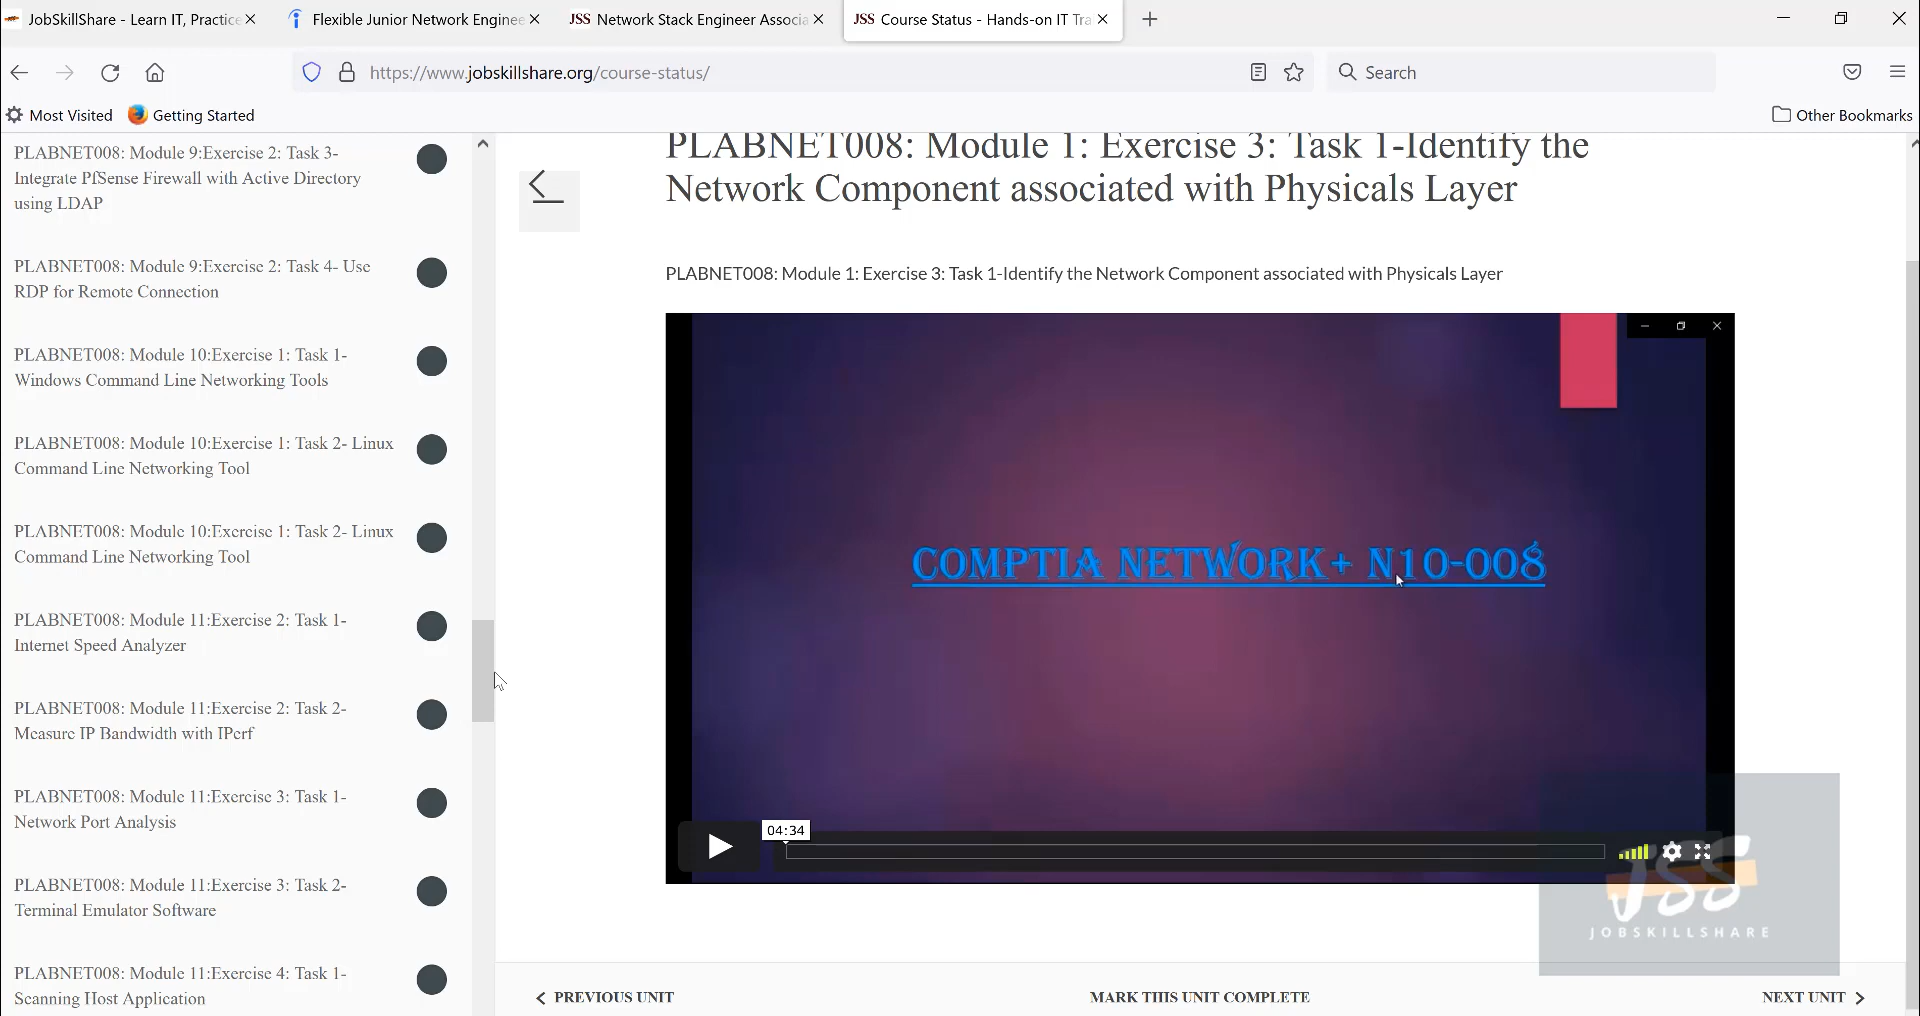 JobSkillShare - Learn IT, Practice
Flexible Junior Network Enginee
JSS Network Stack Engineer Associa
JSS Course Status - Hands-on IT Tra
https://www.jobskillshare.org/course-status/
Search
Most Visited
Getting Started
Other Bookmarks
PLABNET008: Module 9:Exercise 2: Task 3-
Integrate PfSense Firewall with Active Directory
using LDAP
PLABNET008: Module 9:Exercise 2: Task 4- Use
RDP for Remote Connection
PLABNET008: Module 10:Exercise 1: Task 1-
Windows Command Line Networking Tools
PLABNET008: Module 10:Exercise 1: Task 2- Linux
Command Line Networking Tool
PLABNET008: Module 10:Exercise 1: Task 2- Linux
Command Line Networking Tool
PLABNET008: Module 11:Exercise 2: Task 1-
Internet Speed Analyzer
PLABNET008: Module 11:Exercise 2: Task 2-
Measure IP Bandwidth with IPerf
PLABNET008: Module 11:Exercise 3: Task 1-
Network Port Analysis
PLABNET008: Module 11:Exercise 3: Task 2-
Terminal Emulator Software
PLABNET008: Module 11:Exercise 4: Task 1-
Scanning Host Application
PLABNET008: Module 1: Exercise 3: Task 1-Identify the
Network Component associated with Physicals Layer
PLABNET008: Module 1: Exercise 3: Task 1-Identify the Network Component associated with Physicals Layer
COMPTIA NETWORK+ N10-008
04:34
JSS
JOBSKILLSHARE
PREVIOUS UNIT
MARK THIS UNIT COMPLETE
NEXT UNIT